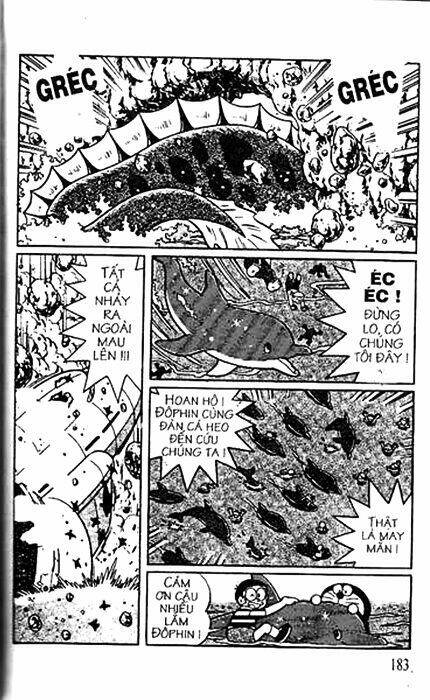 GRÉC
GRÉC
TẤT
CẢ NHẢY
RA
NGOÀI
MAU
LÊN !!!
ÉC
ÉC !
ĐỪNG
LO, CÓ
CHÚNG
TÔI ĐÂY !
HOAN HÔ !
ĐÔPHIN CÙNG
ĐÀN CÁ HEO
ĐẾN CỨU
CHÚNG TA !
THẬT
LÀ MAY
MẮN !
CẢM
ƠN CẬU
NHIỀU
LẮM
ĐÔPHIN !
183